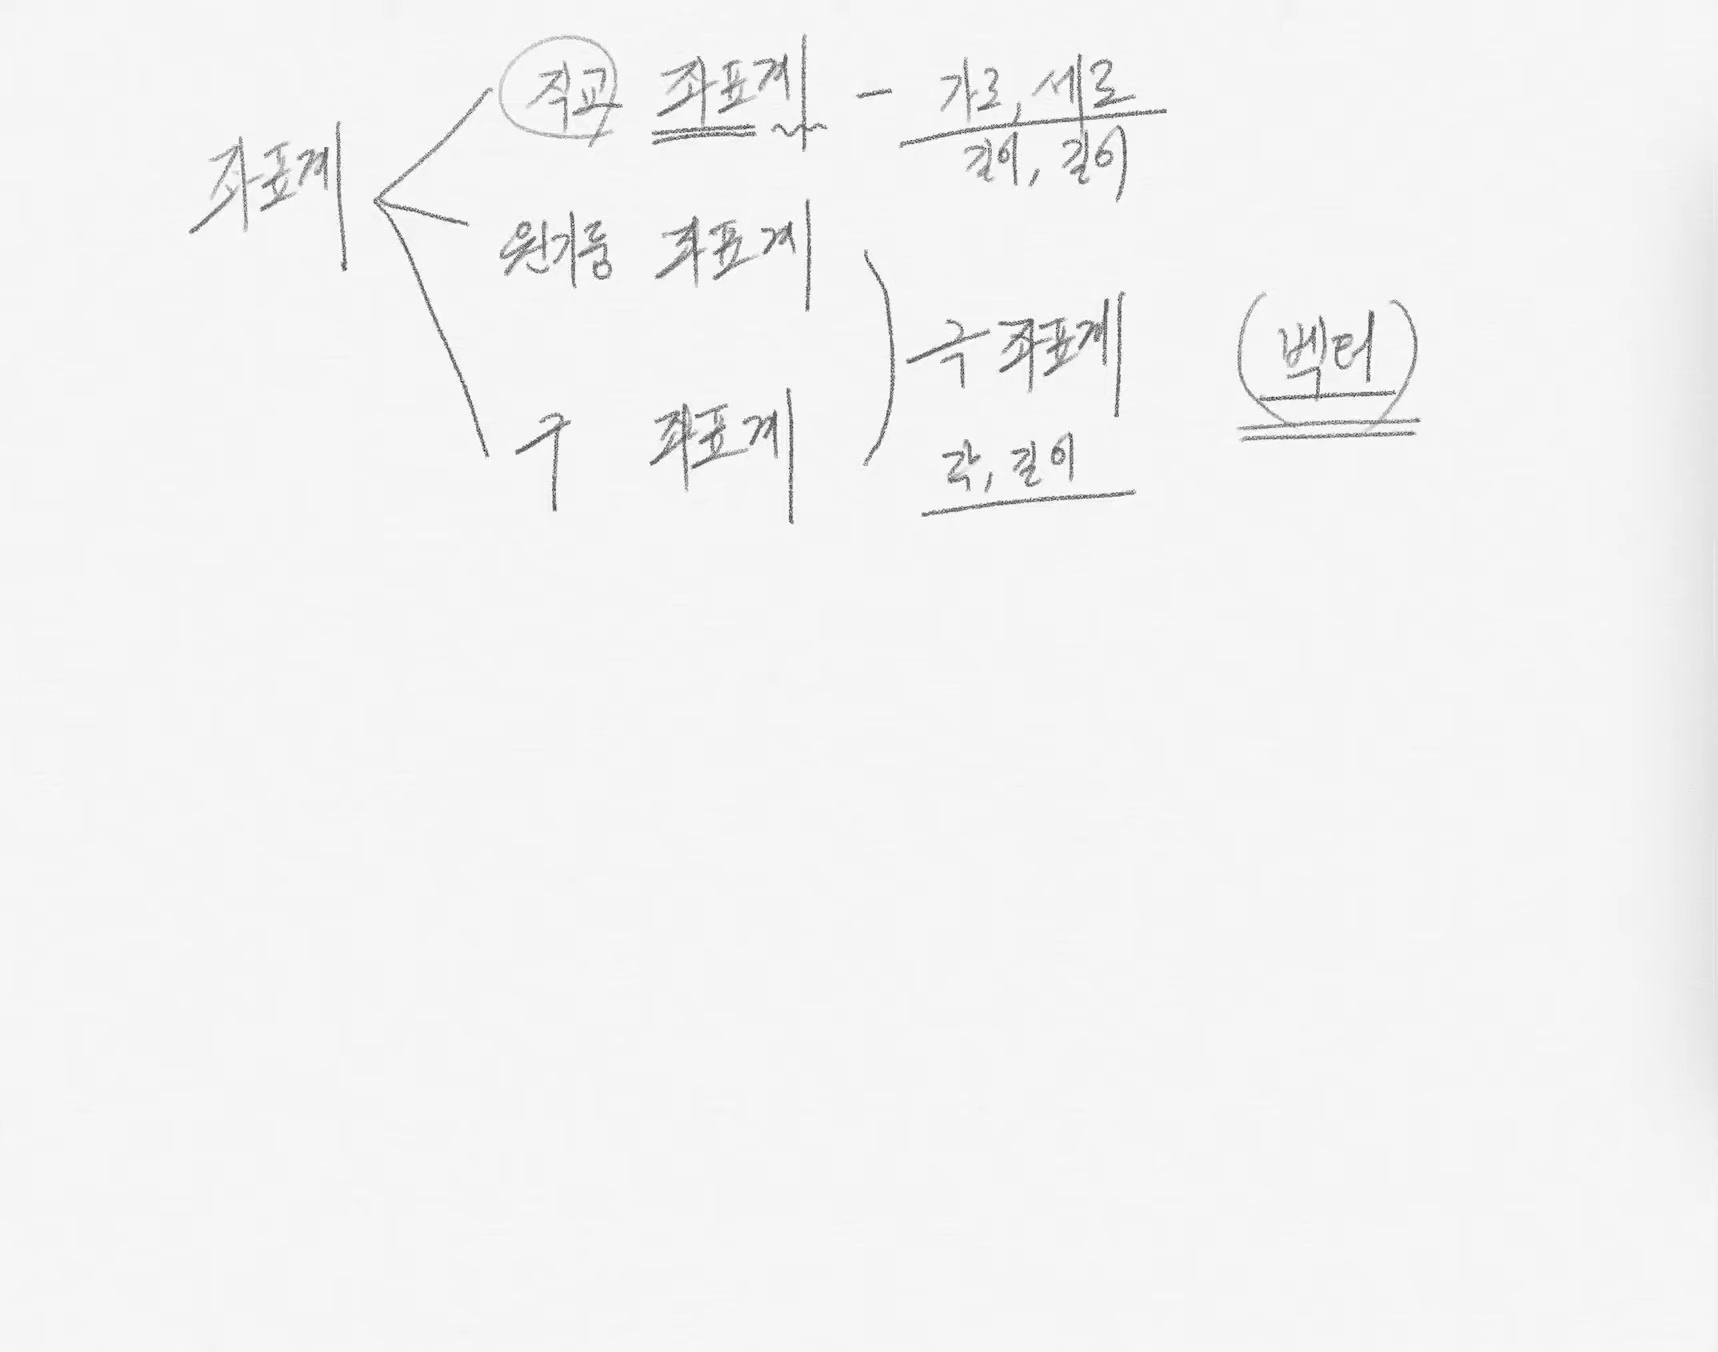 직교 좌표계 - 가로, 세로
길이, 길이
좌표계
원기둥 좌표계
극 좌표계 (벡터)
구 좌표계
각, 길이